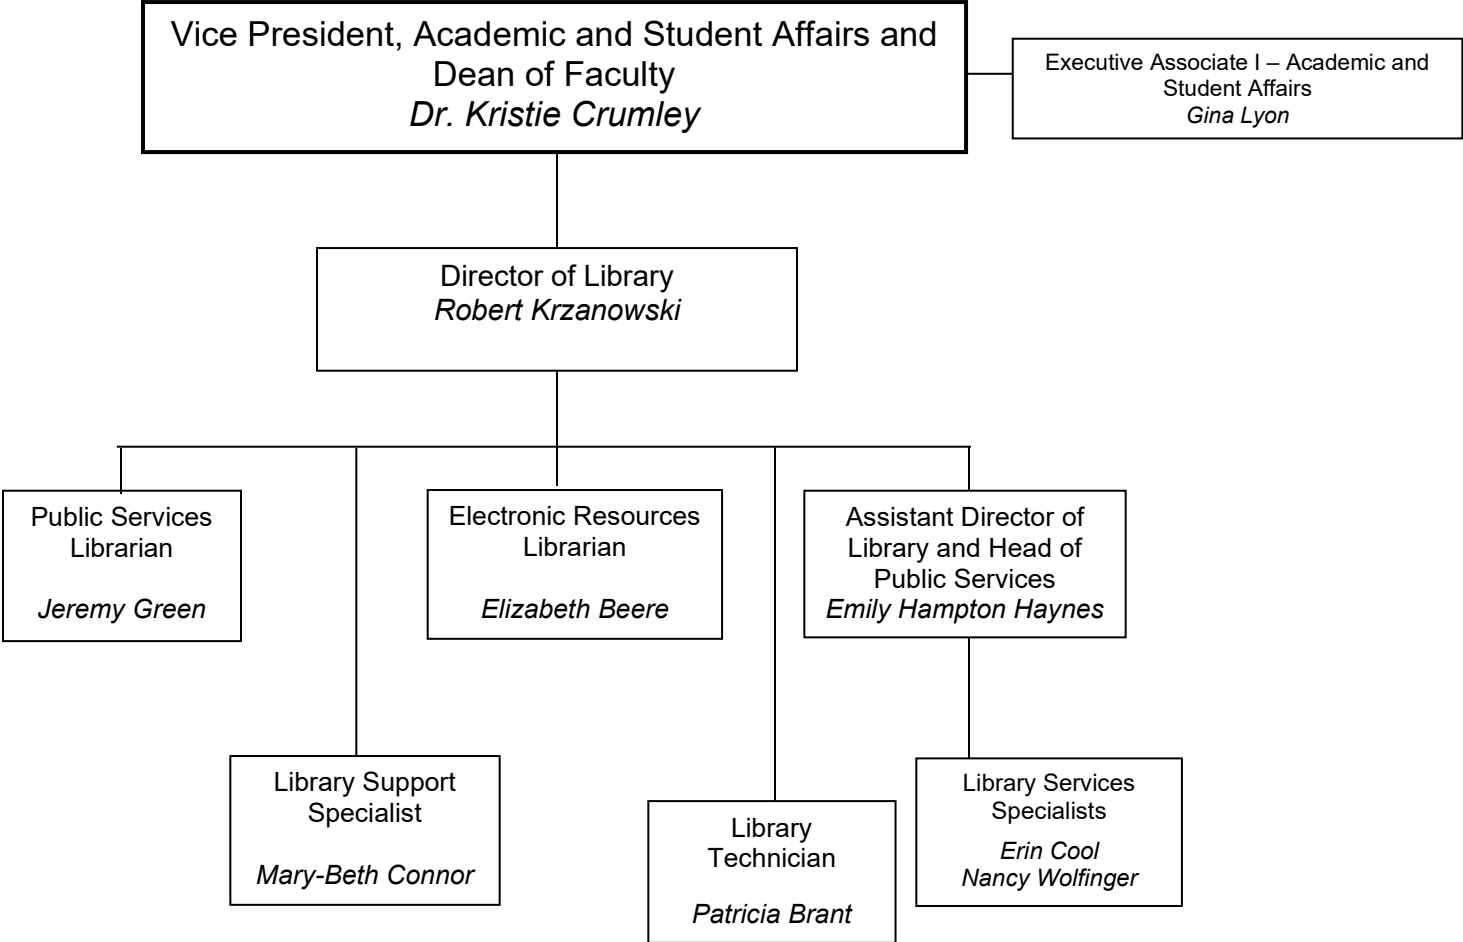 Vice President, Academic and Student Affairs and
Dean of Faculty
Dr. Kristie Crumley
Executive Associate I – Academic and
Student Affairs
Gina Lyon
Director of Library
Robert Krzanowski
Public Services
Librarian
Jeremy Green
Electronic Resources
Librarian
Elizabeth Beere
Assistant Director of
Library and Head of
Public Services
Emily Hampton Haynes
Library Support
Specialist
Mary-Beth Connor
Library
Technician
Patricia Brant
Library Services
Specialists
Erin Cool
Nancy Wolfinger